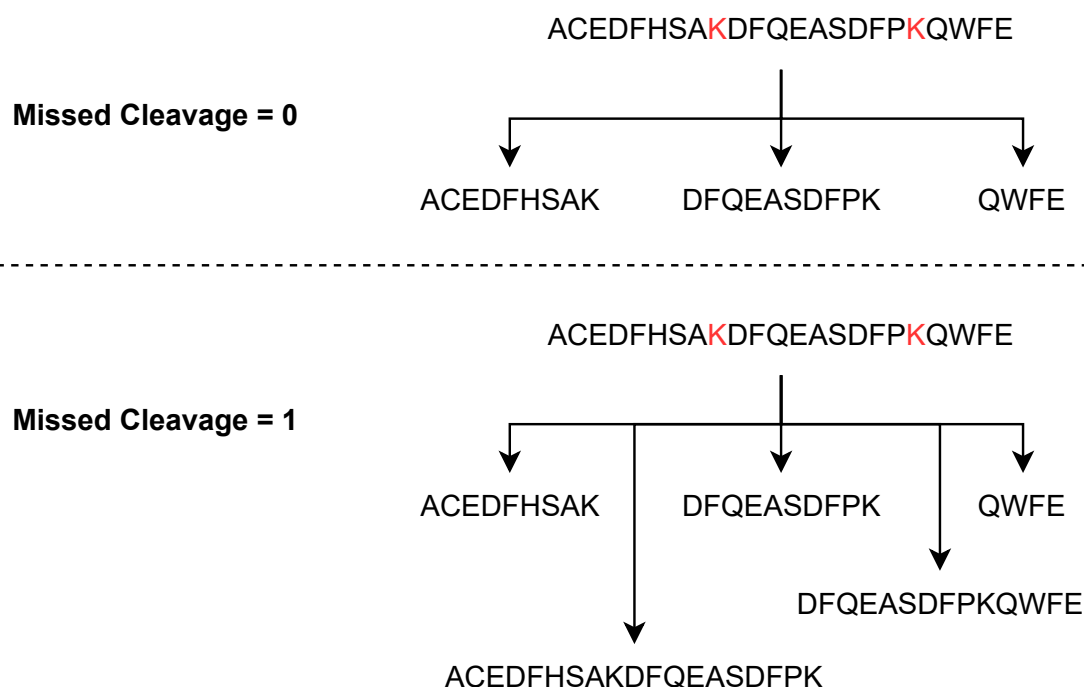 ACEDFHSAKDFQEASDFPKQWFE
Missed Cleavage = 0
ACEDFHSAK DFQEASDFPK QWFE
ACEDFHSAKDFQEASDFPKQWFE
Missed Cleavage = 1
ACEDFHSAK DFQEASDFPK QWFE
DFQEASDFPKQWFE
ACEDFHSAKDFQEASDFPK